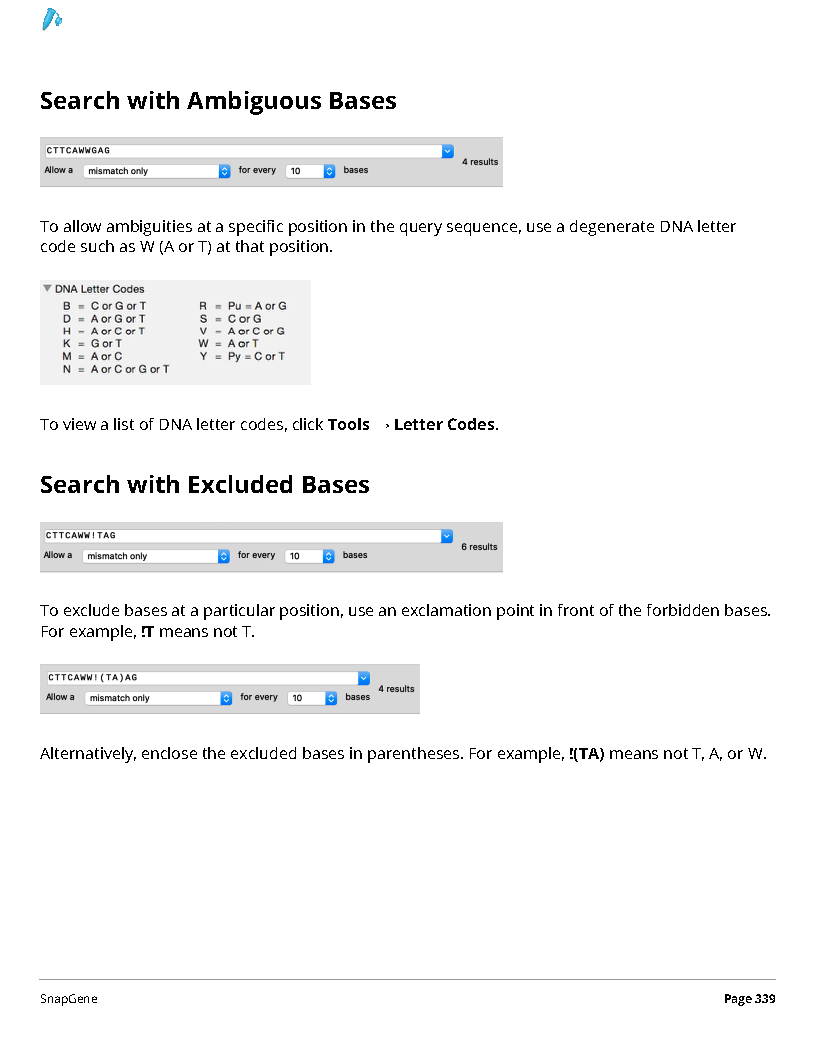 Search with Ambiguous Bases
CTTCAWWGAG
4 results
Allow a mismatch only for every 10 bases
To allow ambiguities at a specific position in the query sequence, use a degenerate DNA letter
code such as W (A or T) at that position.
DNA Letter Codes
B = C or G or T R = Pu = A or G
D = A or G or T S = C or G
H = A or C or T V = A or C or G
K = G or T W = A or T
M = A or C Y = Py = C or T
N = A or C or G or T
To view a list of DNA letter codes, click Tools → Letter Codes.
Search with Excluded Bases
CTTCAWW!TAG
6 results
Allow a mismatch only for every 10 bases
To exclude bases at a particular position, use an exclamation point in front of the forbidden bases.
For example, !T means not T.
CTTCAWW!(TA)AG
4 results
Allow a mismatch only for every 10 bases
Alternatively, enclose the excluded bases in parentheses. For example, !(TA) means not T, A, or W.
SnapGene Page 339